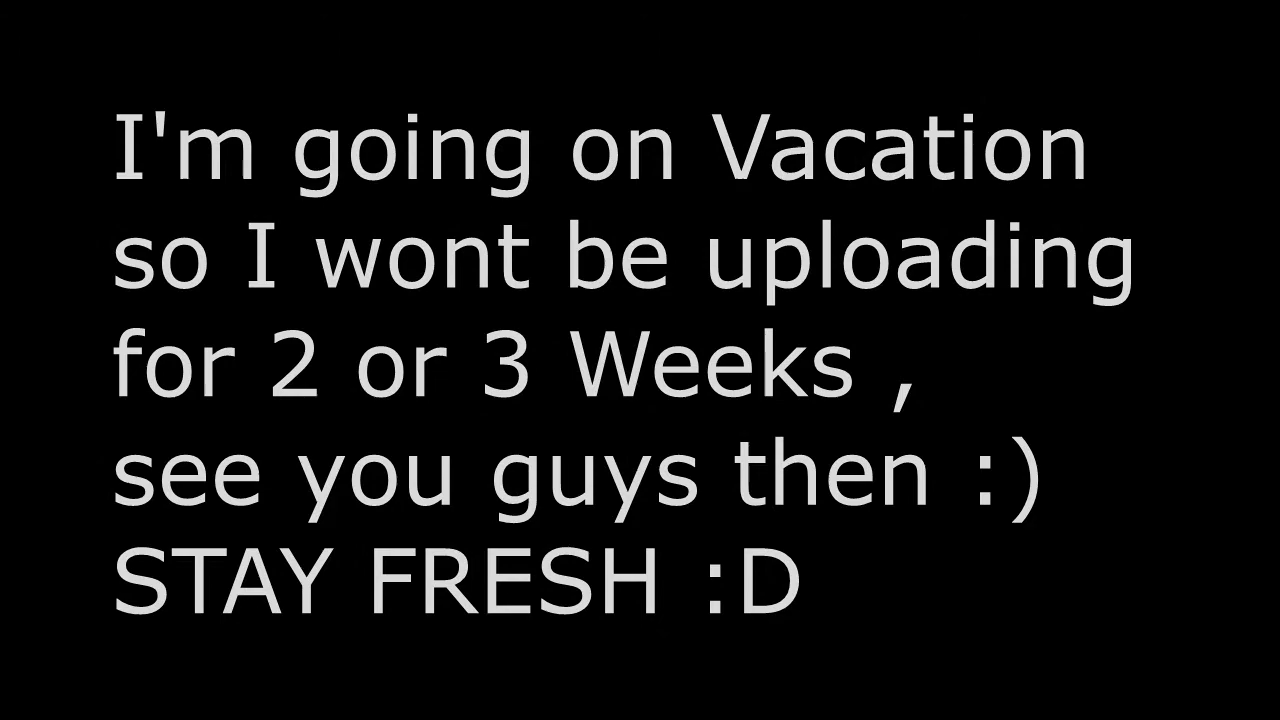 I'm going on Vacation
so I wont be uploading
for 2 or 3 Weeks ,
see you guys then :)
STAY FRESH :D